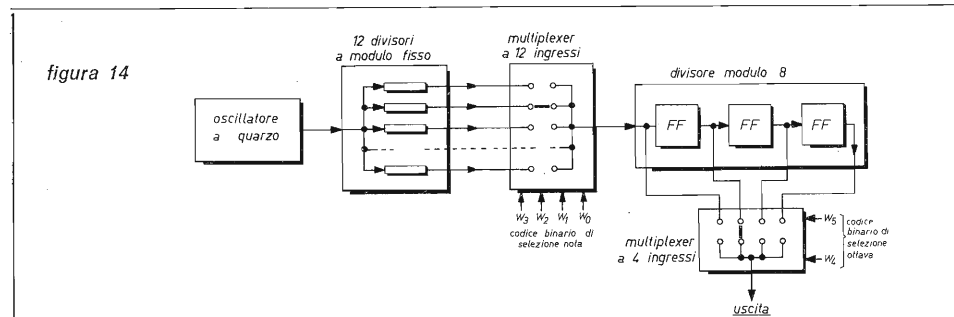 figura 14
oscillatore
a quarzo
12 divisori
a modulo fisso
multiplexer
a 12 ingressi
W3 W2 W1 W0
codice binario di
selezione nota
divisore modulo 8
FF FF FF
multiplexer
a 4 ingressi
W5
W4
codice
binario di
selezione
ottava
uscita